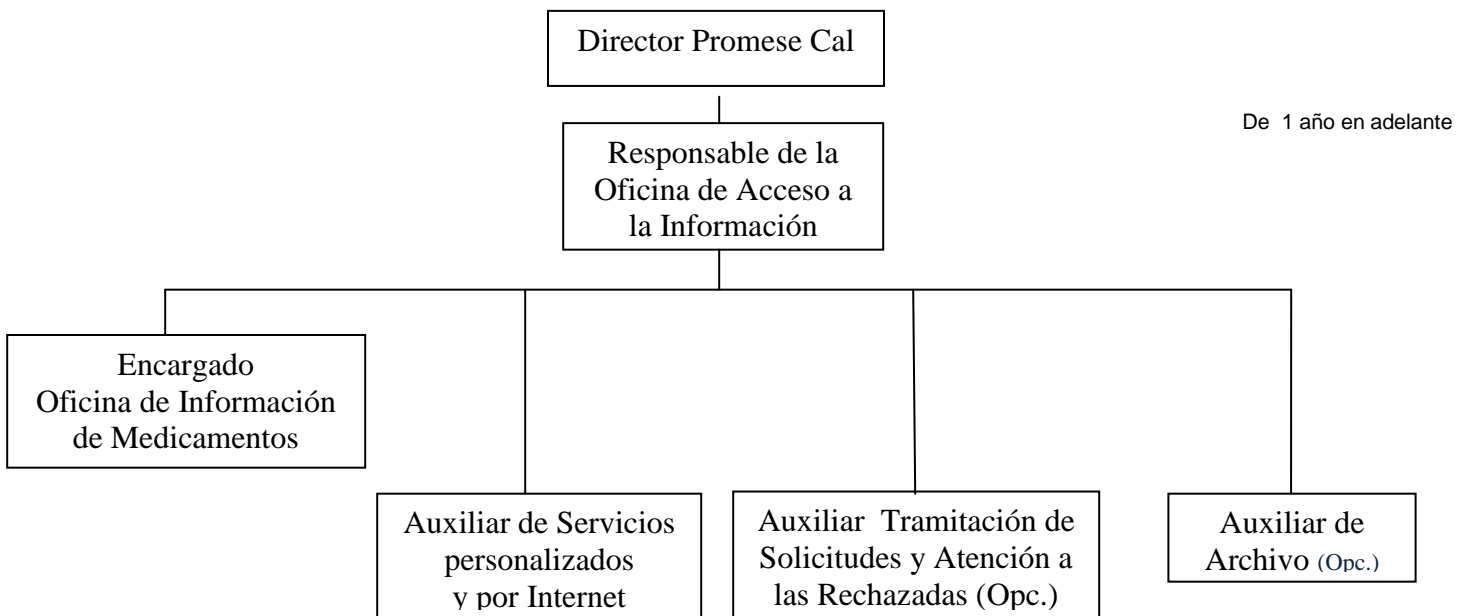 Director Promese Cal
De 1 año en adelante
Responsable de la
Oficina de Acceso a
la Información
Encargado
Oficina de Información
de Medicamentos
Auxiliar de Servicios
personalizados
y por Internet
Auxiliar Tramitación de
Solicitudes y Atención a
las Rechazadas (Opc.)
Auxiliar de
Archivo (Opc.)